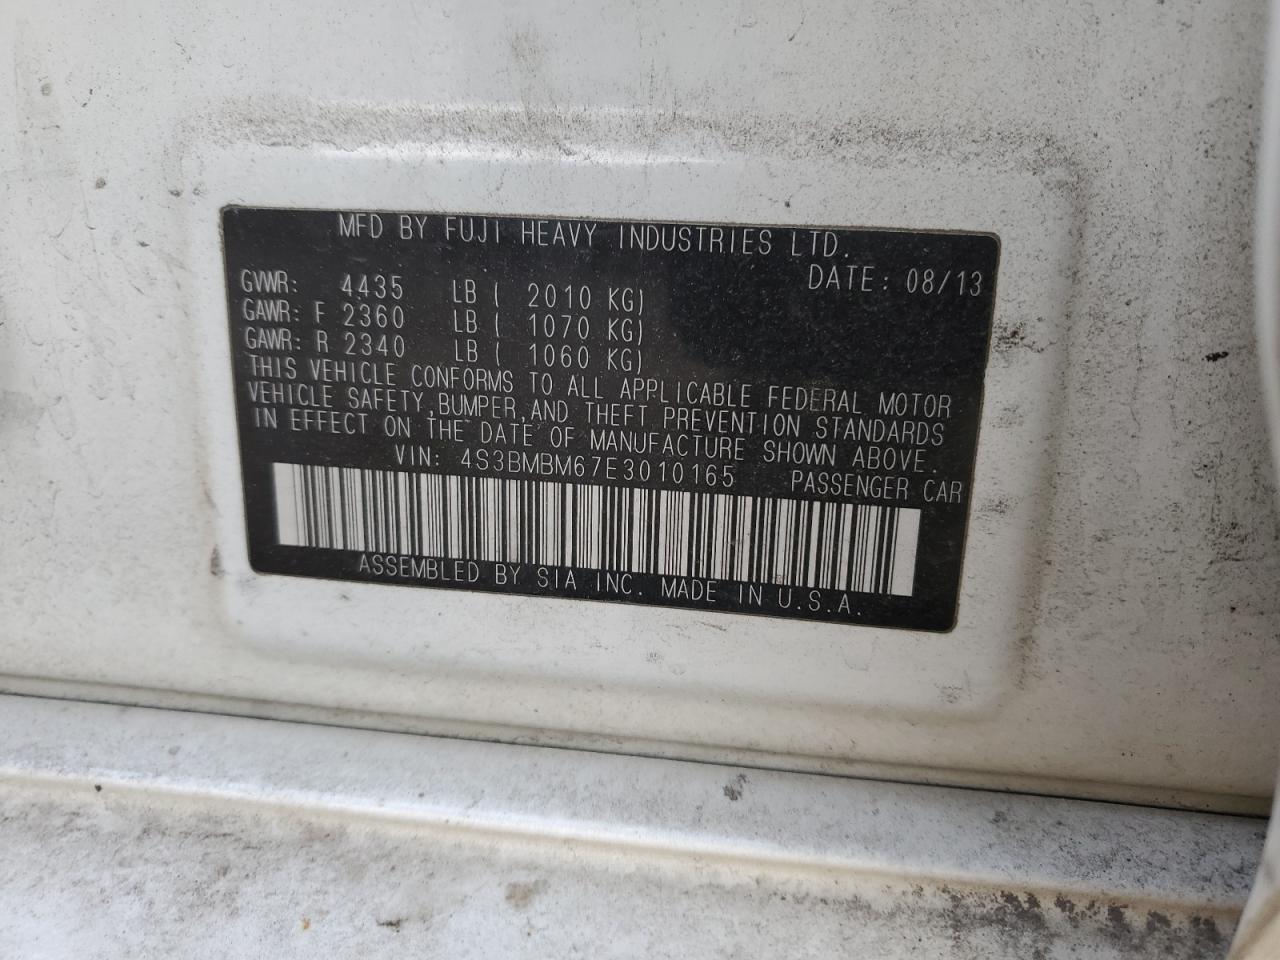 MFD BY FUJI HEAVY INDUSTRIES LTD.
DATE: 08/13
GVWR: 4435 LB ( 2010 KG)
GAWR: F 2360 LB ( 1070 KG)
GAWR: R 2340 LB ( 1060 KG)
THIS VEHICLE CONFORMS TO ALL APPLICABLE FEDERAL MOTOR
VEHICLE SAFETY, BUMPER, AND THEFT PREVENTION STANDARDS
IN EFFECT ON THE DATE OF MANUFACTURE SHOWN ABOVE.
VIN: 4S3BMBM67E3010165 PASSENGER CAR
ASSEMBLED BY SIA INC. MADE IN U.S.A.